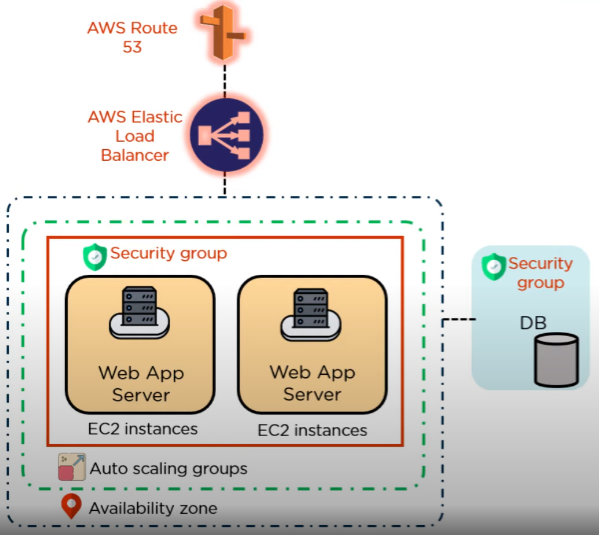 AWS Route
53
AWS Elastic
Load
Balancer
Security group
Web App
Server
EC2 instances
Web App
Server
EC2 instances
Auto scaling groups
Availability zone
Security
group
DB